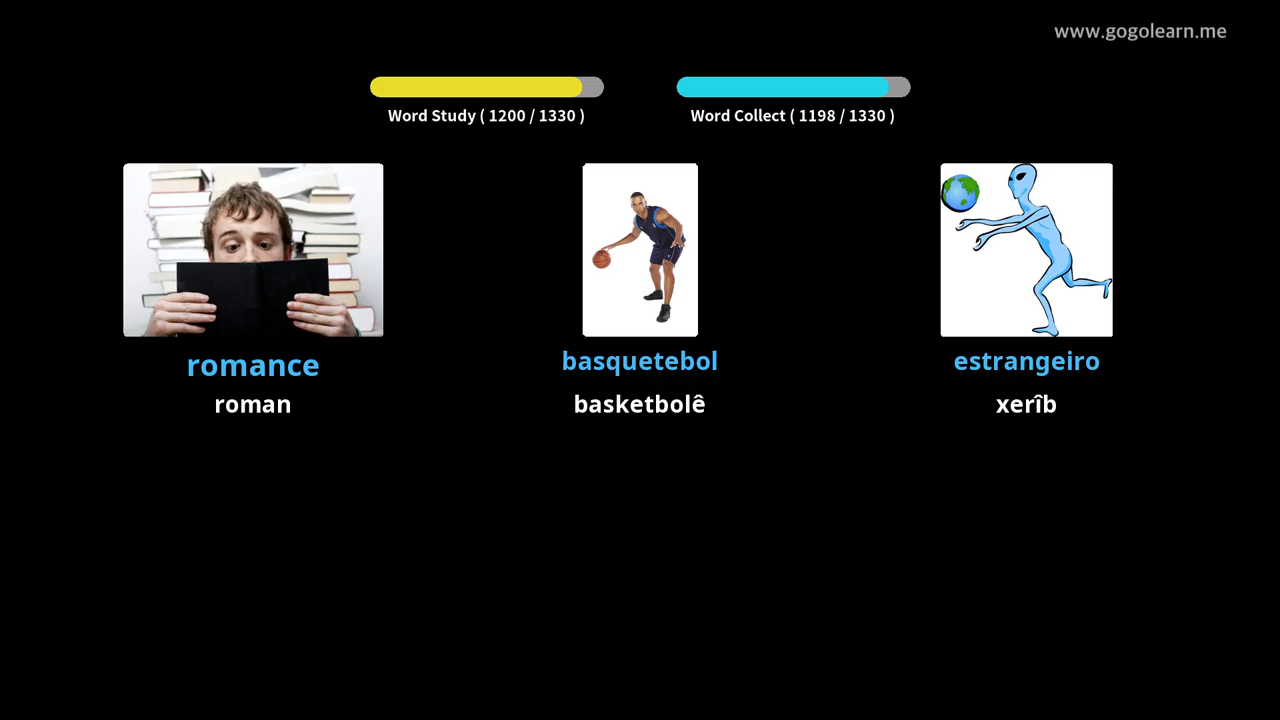 www.gogolearn.me
Word Study ( 1200 / 1330 )
Word Collect ( 1198 / 1330 )
romance
basquetebol
estrangeiro
roman
basketbolê
xerîb